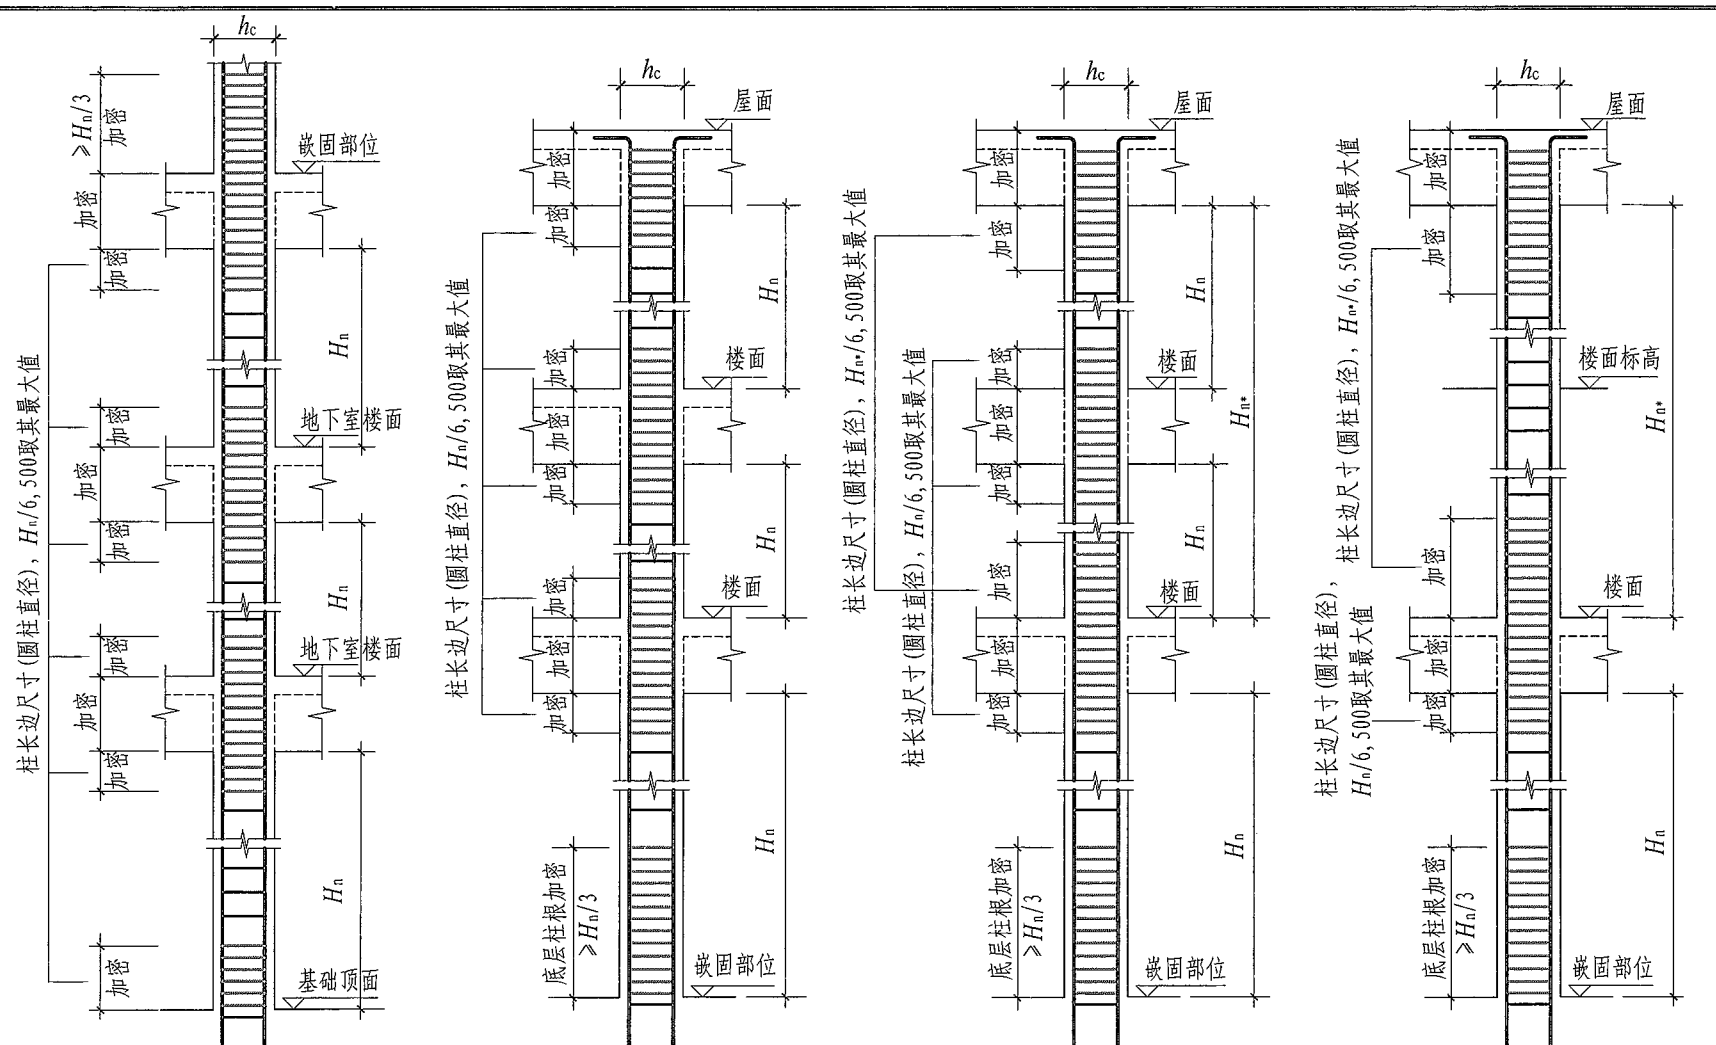 hc
≥Hn/3
加密
嵌固部位
加密
加密
Hn
柱长边尺寸(圆柱直径), Hn/6,500取其最大值
加密
地下室楼面
加密
加密
Hn
加密
地下室楼面
加密
加密
Hn
加密
基础顶面
hc
屋面
加密
加密
Hn
柱长边尺寸(圆柱直径), Hn/6,500取其最大值
加密
楼面
加密
加密
Hn
加密
楼面
加密
加密
Hn
底层柱根加密
≥Hn/3
嵌固部位
hc
屋面
加密
加密
Hn
Hn*
柱长边尺寸(圆柱直径), Hn*/6,500取其最大值
柱长边尺寸(圆柱直径), Hn/6,500取其最大值
加密
楼面
加密
加密
Hn
加密
楼面
加密
加密
Hn
底层柱根加密
≥Hn/3
嵌固部位
hc
屋面
加密
加密
柱长边尺寸(圆柱直径), Hn*/6,500取其最大值
楼面标高
Hn*
加密
楼面
加密
加密
柱长边尺寸(圆柱直径),
Hn/6,500取其最大值
Hn
底层柱根加密
≥Hn/3
嵌固部位